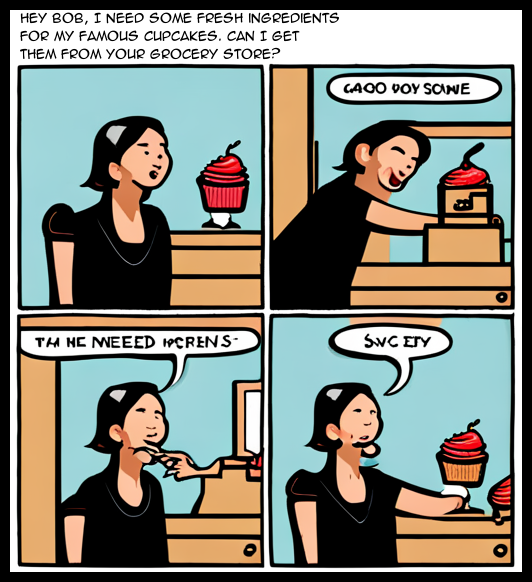 HEY BOB, I NEED SOME FRESH INGREDIENTS
FOR MY FAMOUS CUPCAKES. CAN I GET
THEM FROM YOUR GROCERY STORE?